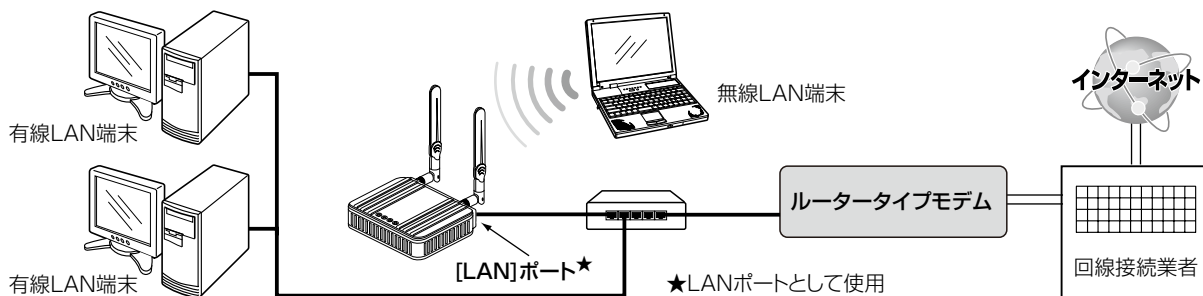 有線LAN端末
有線LAN端末
無線LAN端末
[LAN]ポート★
★LANポートとして使用
ルータータイプモデム
インターネット
回線接続業者